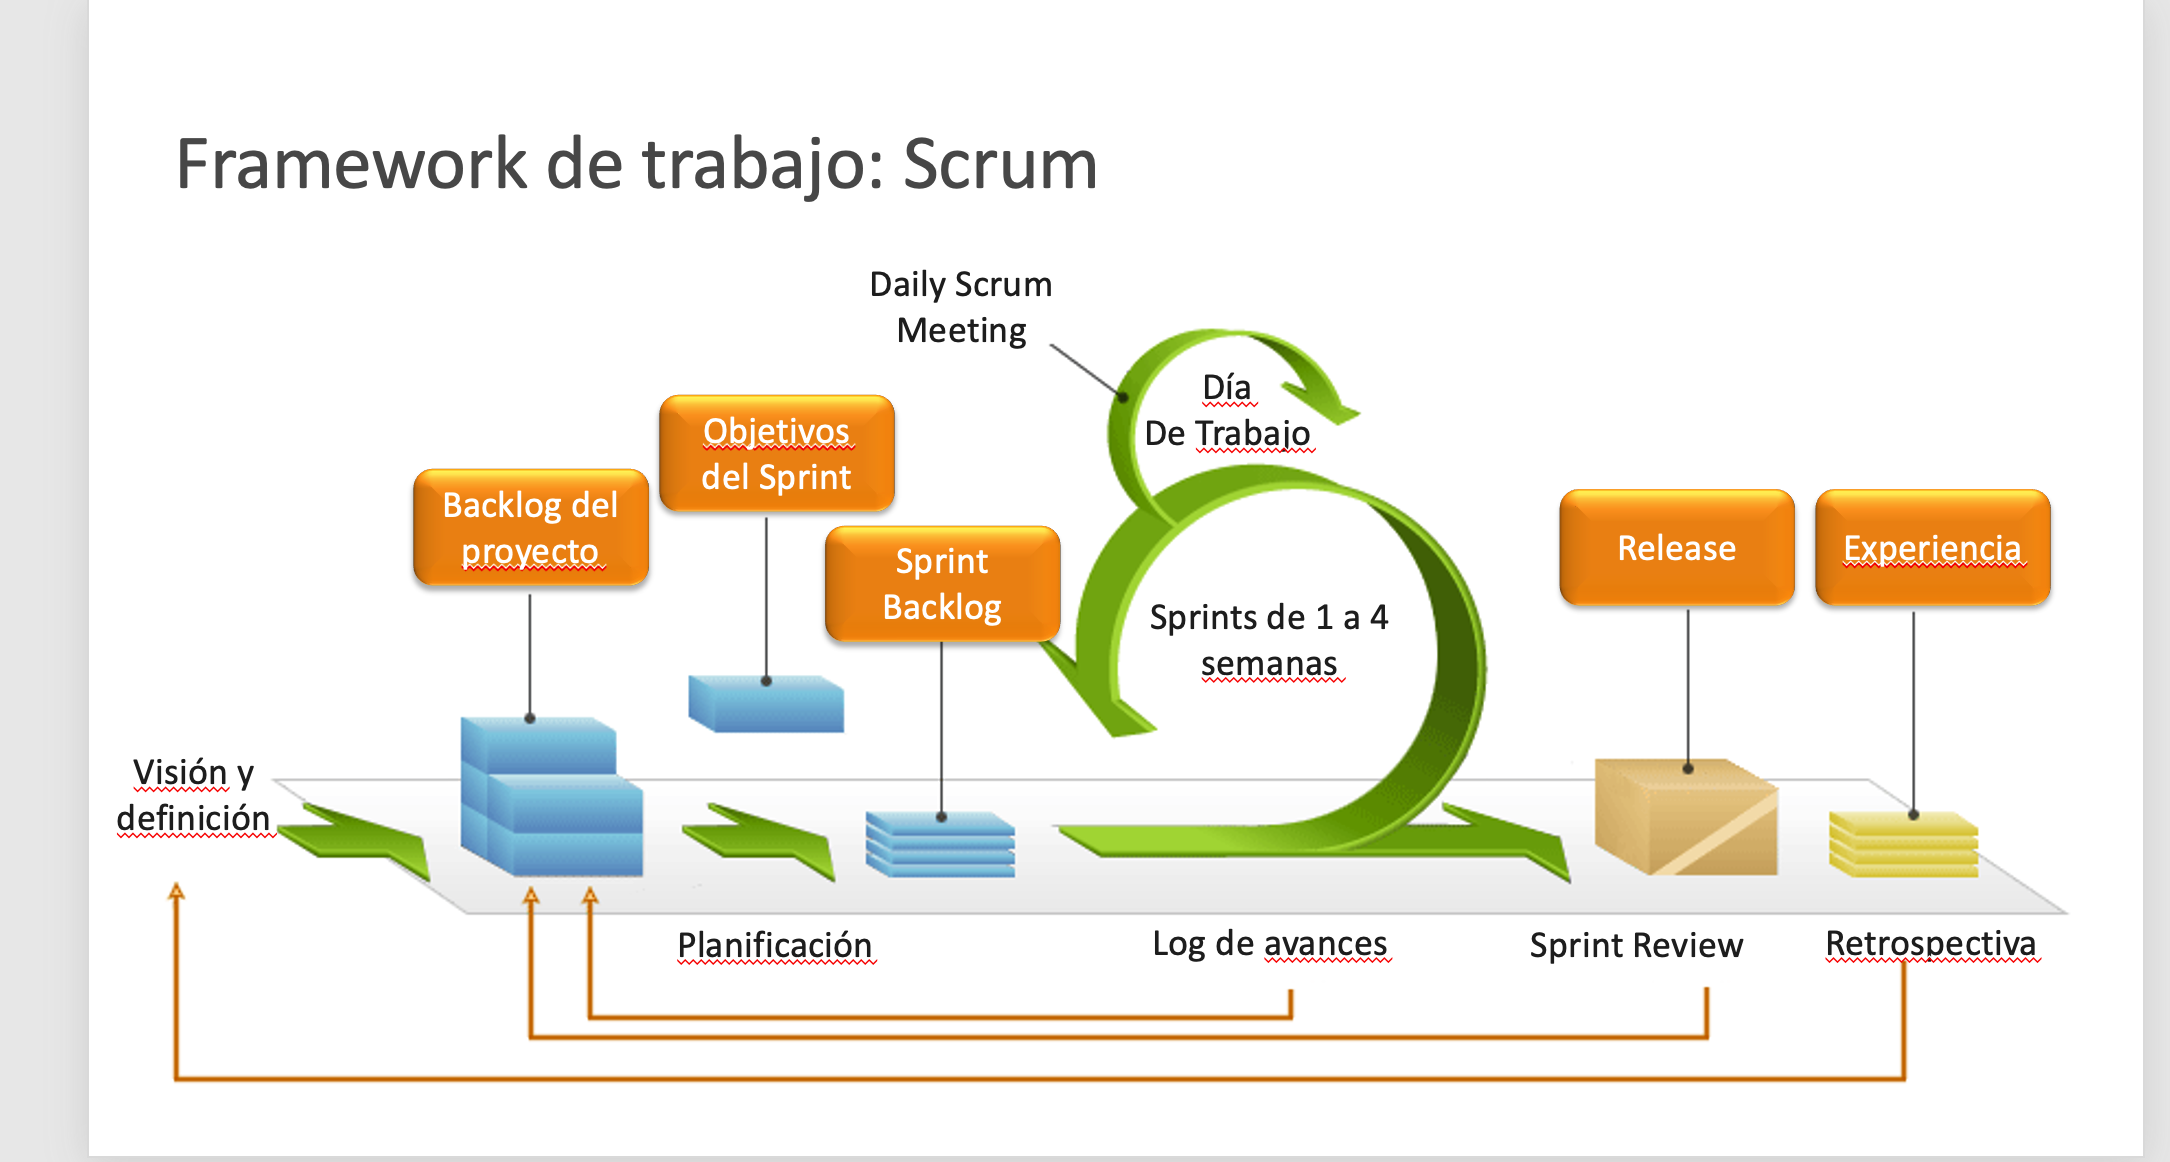 Framework de trabajo: Scrum
Daily Scrum
Meeting
Día
De Trabajo
Objetivos
del Sprint
Backlog del
proyecto
Sprint
Backlog
Sprints de 1 a 4
semanas
Release
Experiencia
Visión y
definición
Planificación
Log de avances
Sprint Review
Retrospectiva